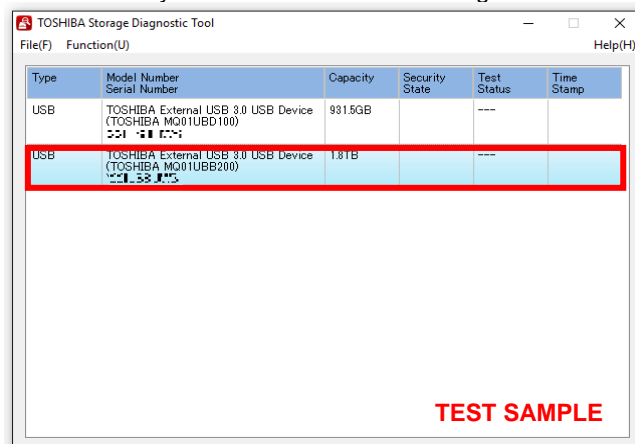 TOSHIBA Storage Diagnostic Tool
File(F) Function(U) Help(H)
Type Model Number Serial Number Capacity Security State Test Status Time Stamp
USB TOSHIBA External USB 3.0 USB Device 931.5GB ---
(TOSHIBA MQ01UBD100)
USB TOSHIBA External USB 3.0 USB Device 1.8TB ---
(TOSHIBA MQ01UBB200)
TEST SAMPLE